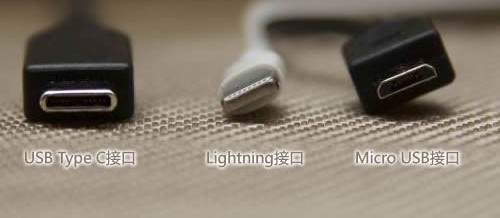 USB Type C接口
Lightning接口
Micro USB接口